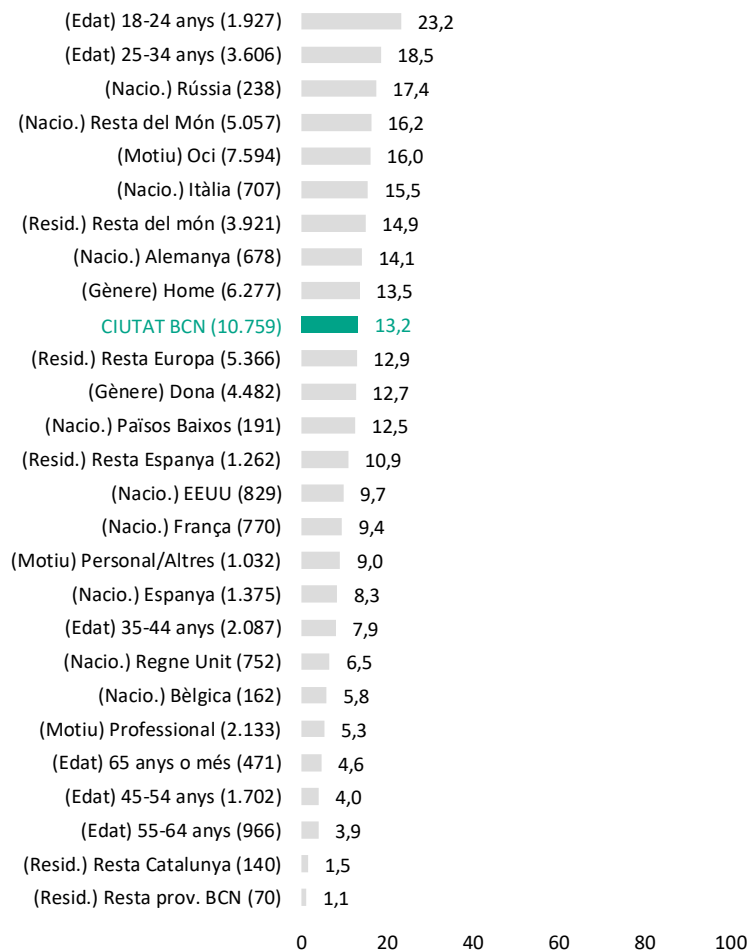 (Edat) 18-24 anys (1.927) 23,2
(Edat) 25-34 anys (3.606) 18,5
(Nacio.) Rússia (238) 17,4
(Nacio.) Resta del Món (5.057) 16,2
(Motiu) Oci (7.594) 16,0
(Nacio.) Itàlia (707) 15,5
(Resid.) Resta del món (3.921) 14,9
(Nacio.) Alemanya (678) 14,1
(Gènere) Home (6.277) 13,5
CIUTAT BCN (10.759) 13,2
(Resid.) Resta Europa (5.366) 12,9
(Gènere) Dona (4.482) 12,7
(Nacio.) Països Baixos (191) 12,5
(Resid.) Resta Espanya (1.262) 10,9
(Nacio.) EEUU (829) 9,7
(Nacio.) França (770) 9,4
(Motiu) Personal/Altres (1.032) 9,0
(Nacio.) Espanya (1.375) 8,3
(Edat) 35-44 anys (2.087) 7,9
(Nacio.) Regne Unit (752) 6,5
(Nacio.) Bèlgica (162) 5,8
(Motiu) Professional (2.133) 5,3
(Edat) 65 anys o més (471) 4,6
(Edat) 45-54 anys (1.702) 4,0
(Edat) 55-64 anys (966) 3,9
(Resid.) Resta Catalunya (140) 1,5
(Resid.) Resta prov. BCN (70) 1,1
0 20 40 60 80 100